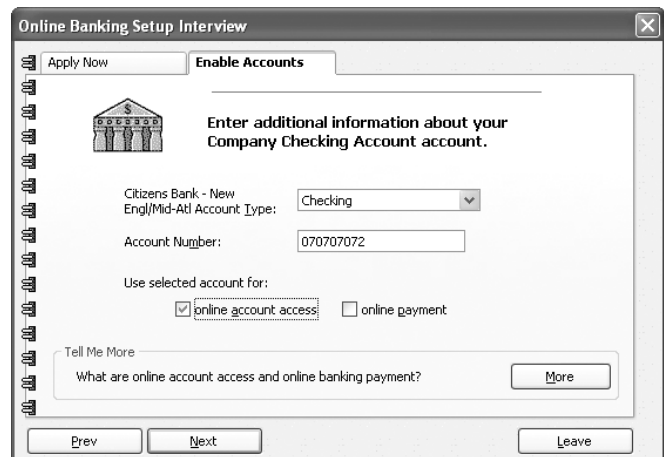 Online Banking Setup Interview
Apply Now
Enable Accounts
$
Enter additional information about your
Company Checking Account account.
Citizens Bank - New
Engl/Mid-Atl Account Type:
Checking
Account Number:
070707072
Use selected account for:
online account access
online payment
Tell Me More
What are online account access and online banking payment?
More
Prev
Next
Leave